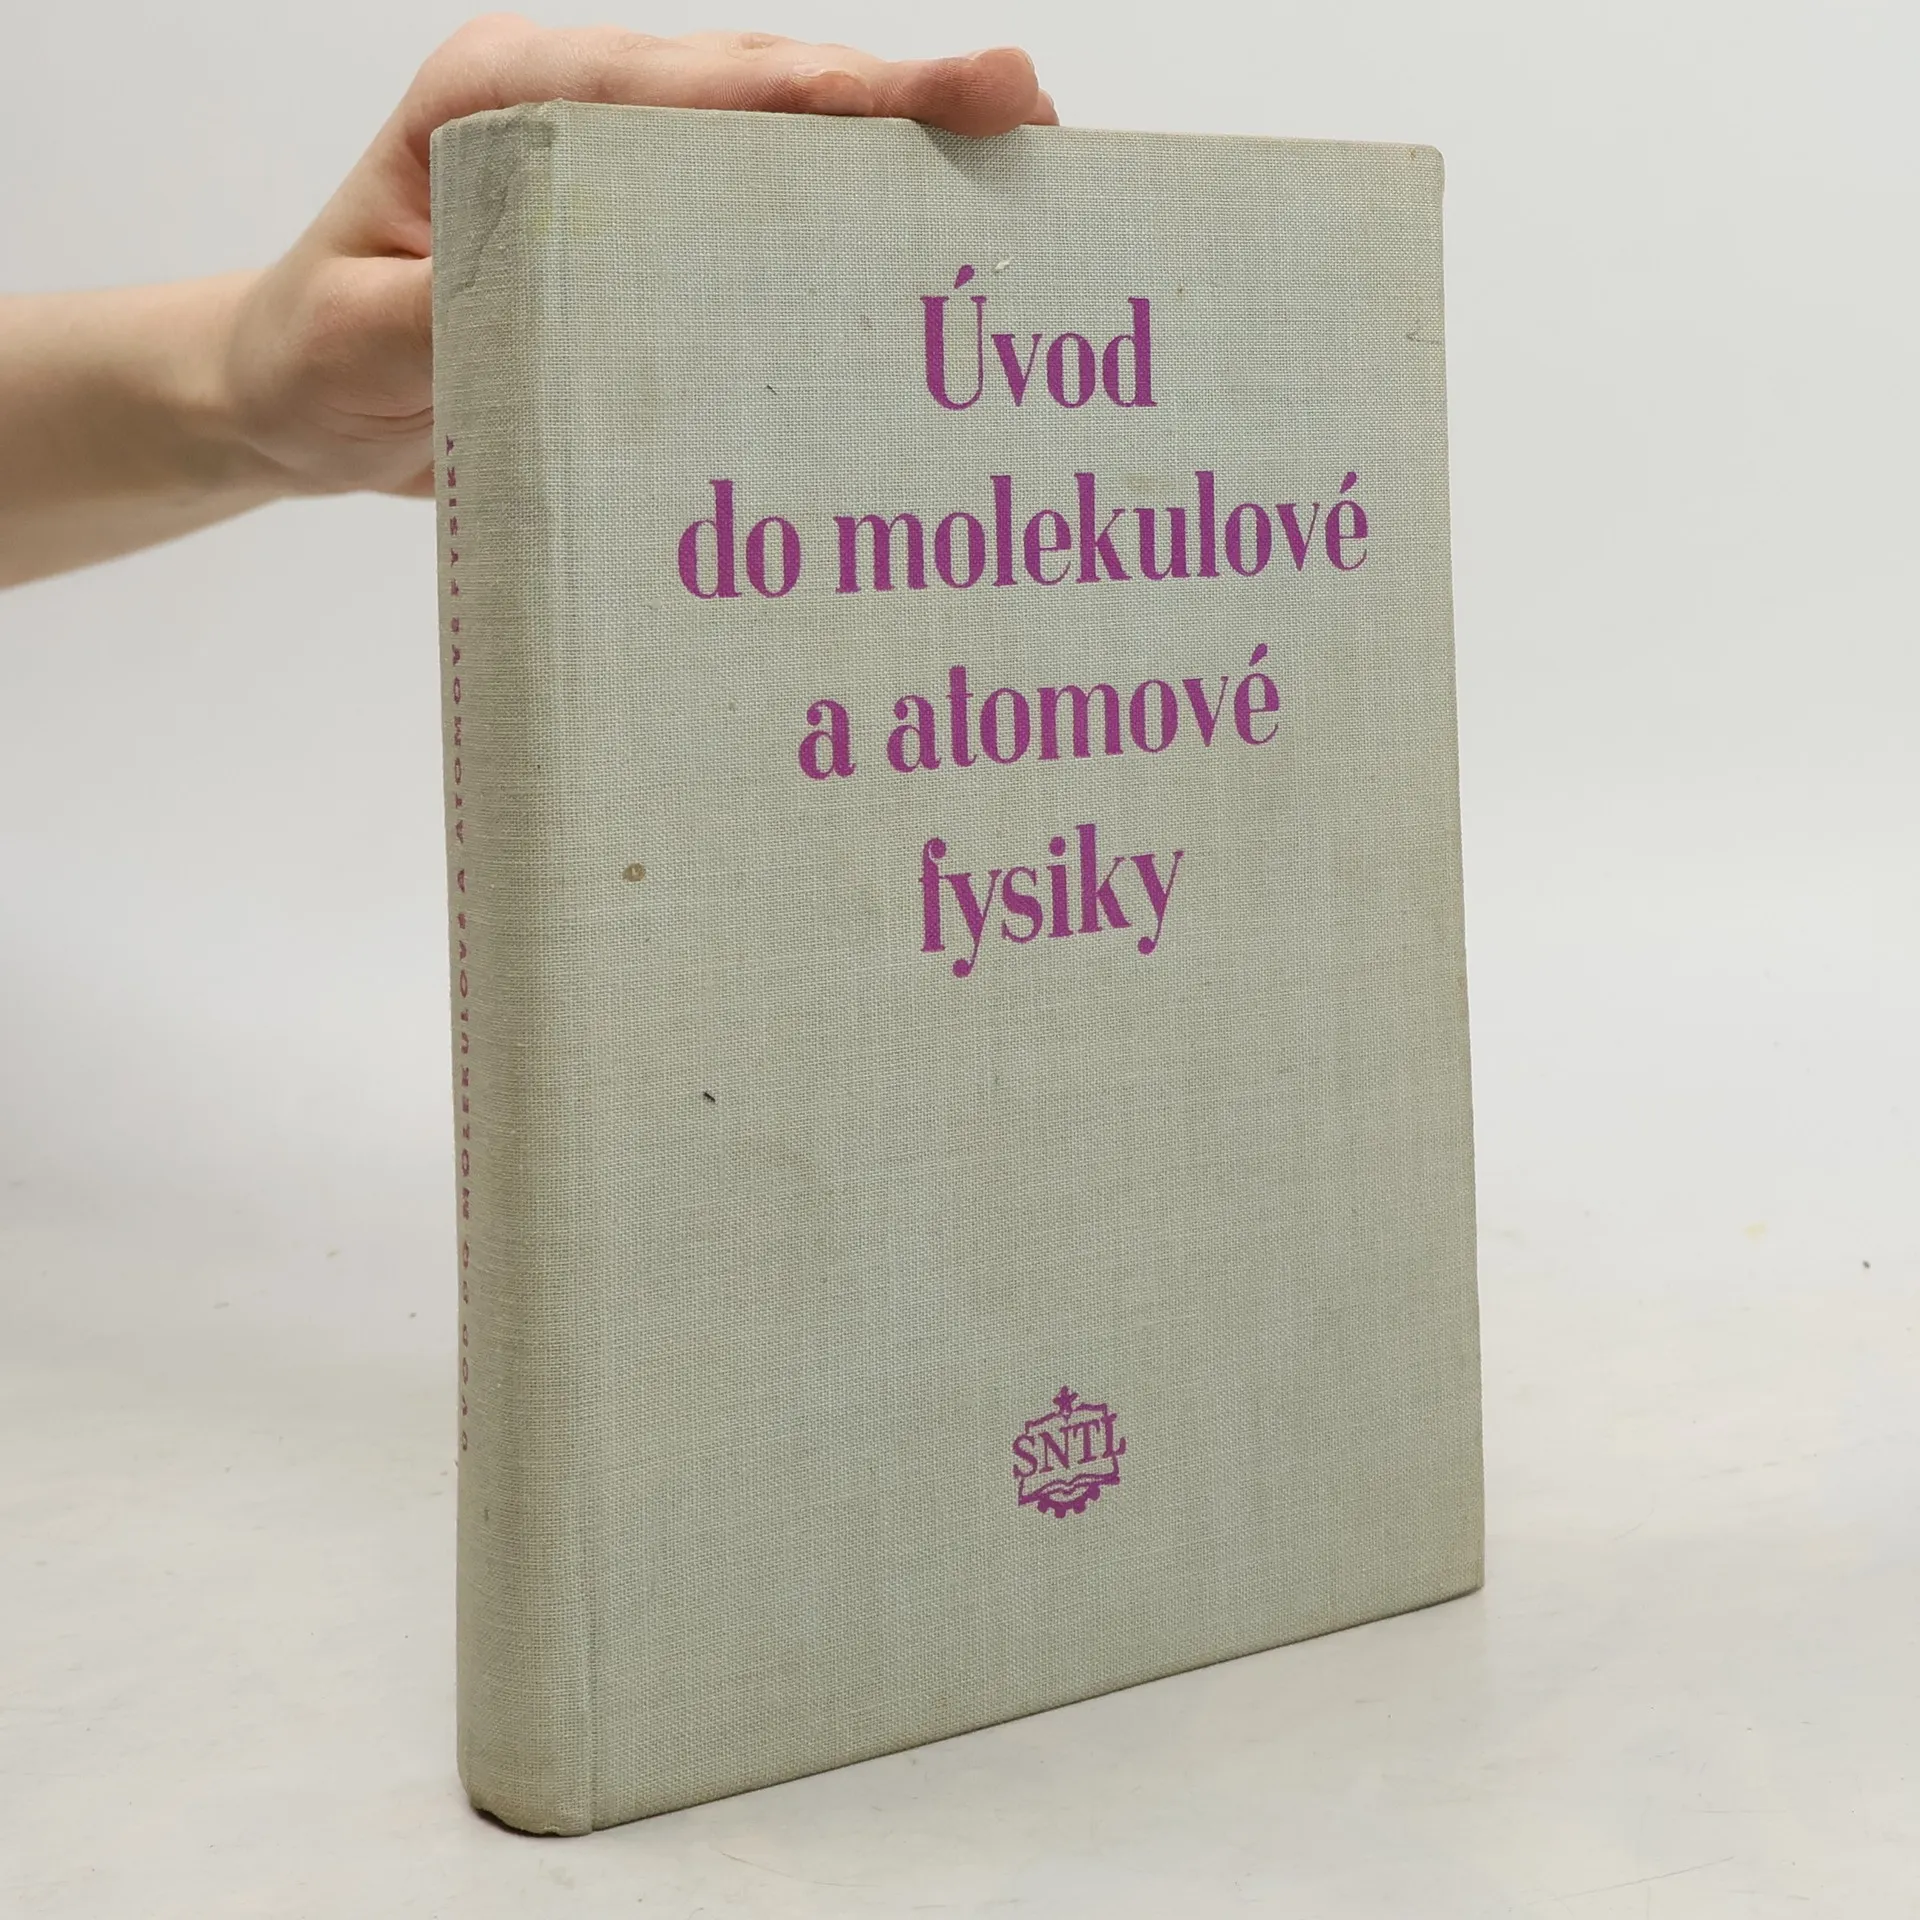 Úvod
do molekulové
a atomové
fysiky
SNTL
ÚVOD DO MOLEKULOVÉ A ATOMOVÉ FYSIKY